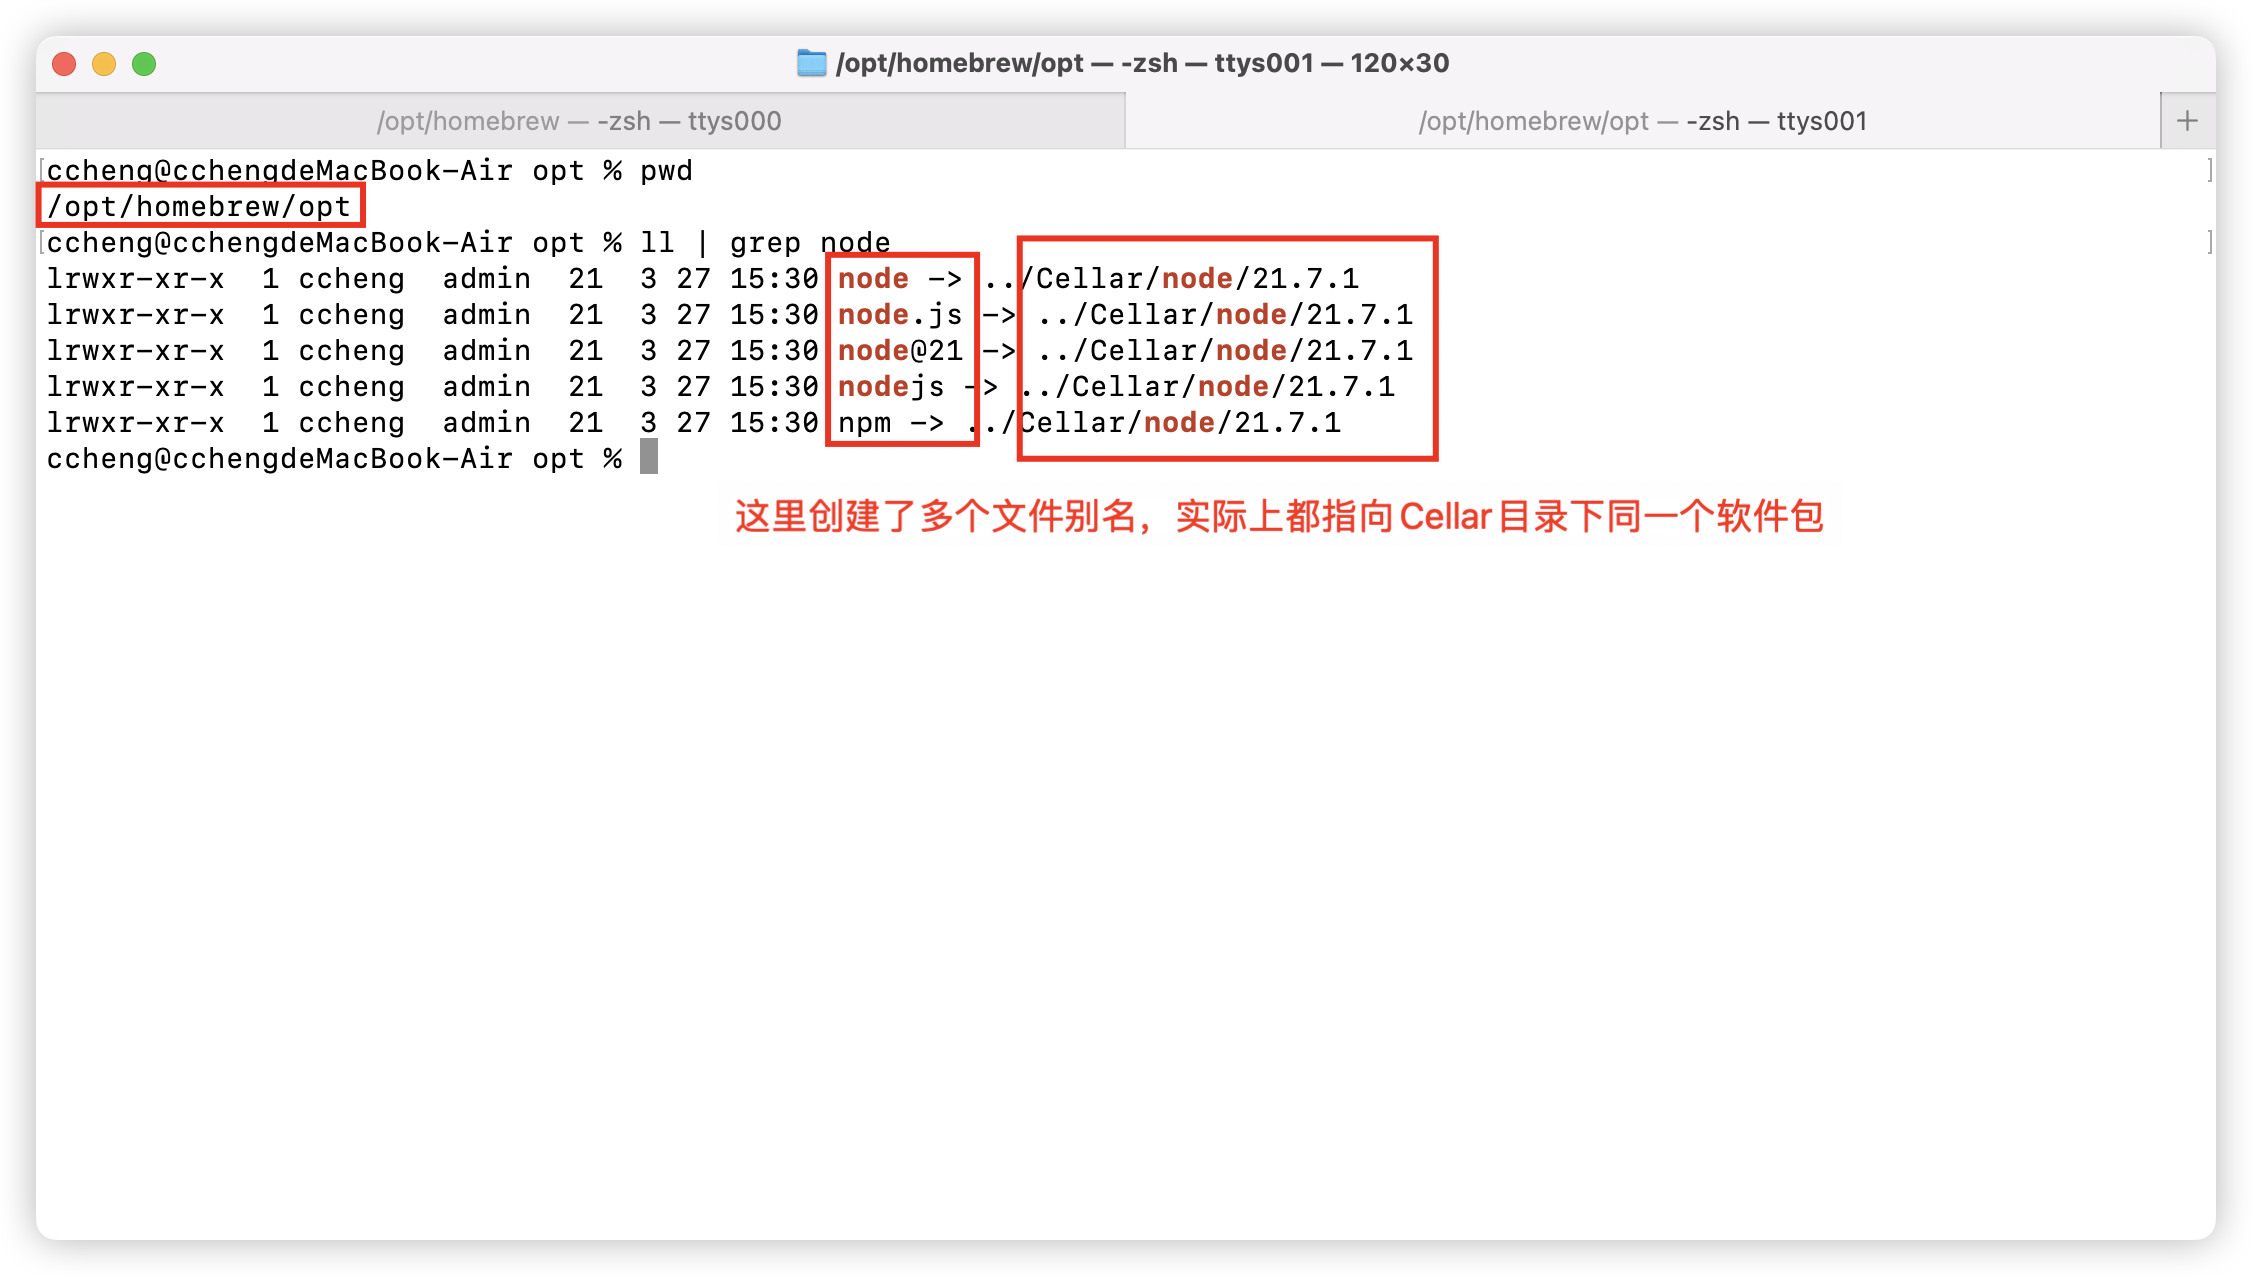 /opt/homebrew/opt — -zsh — ttys001 — 120×30
/opt/homebrew — -zsh — ttys000
/opt/homebrew/opt — -zsh — ttys001
+
ccheng@cchengdeMacBook-Air opt % pwd
/opt/homebrew/opt
ccheng@cchengdeMacBook-Air opt % ll | grep node
lrwxr-xr-x  1 ccheng  admin  21  3 27 15:30 node -> ../Cellar/node/21.7.1
lrwxr-xr-x  1 ccheng  admin  21  3 27 15:30 node.js -> ../Cellar/node/21.7.1
lrwxr-xr-x  1 ccheng  admin  21  3 27 15:30 node@21 -> ../Cellar/node/21.7.1
lrwxr-xr-x  1 ccheng  admin  21  3 27 15:30 nodejs -> ../Cellar/node/21.7.1
lrwxr-xr-x  1 ccheng  admin  21  3 27 15:30 npm -> ../Cellar/node/21.7.1
ccheng@cchengdeMacBook-Air opt %
这里创建了多个文件别名，实际上都指向Cellar目录下同一个软件包